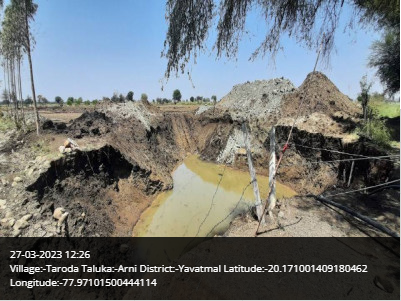 27-03-2023 12:26
Village:-Taroda Taluka:-Arni District:-Yavatmal Latitude:-20.171001409180462
Longitude:-77.97101500444114